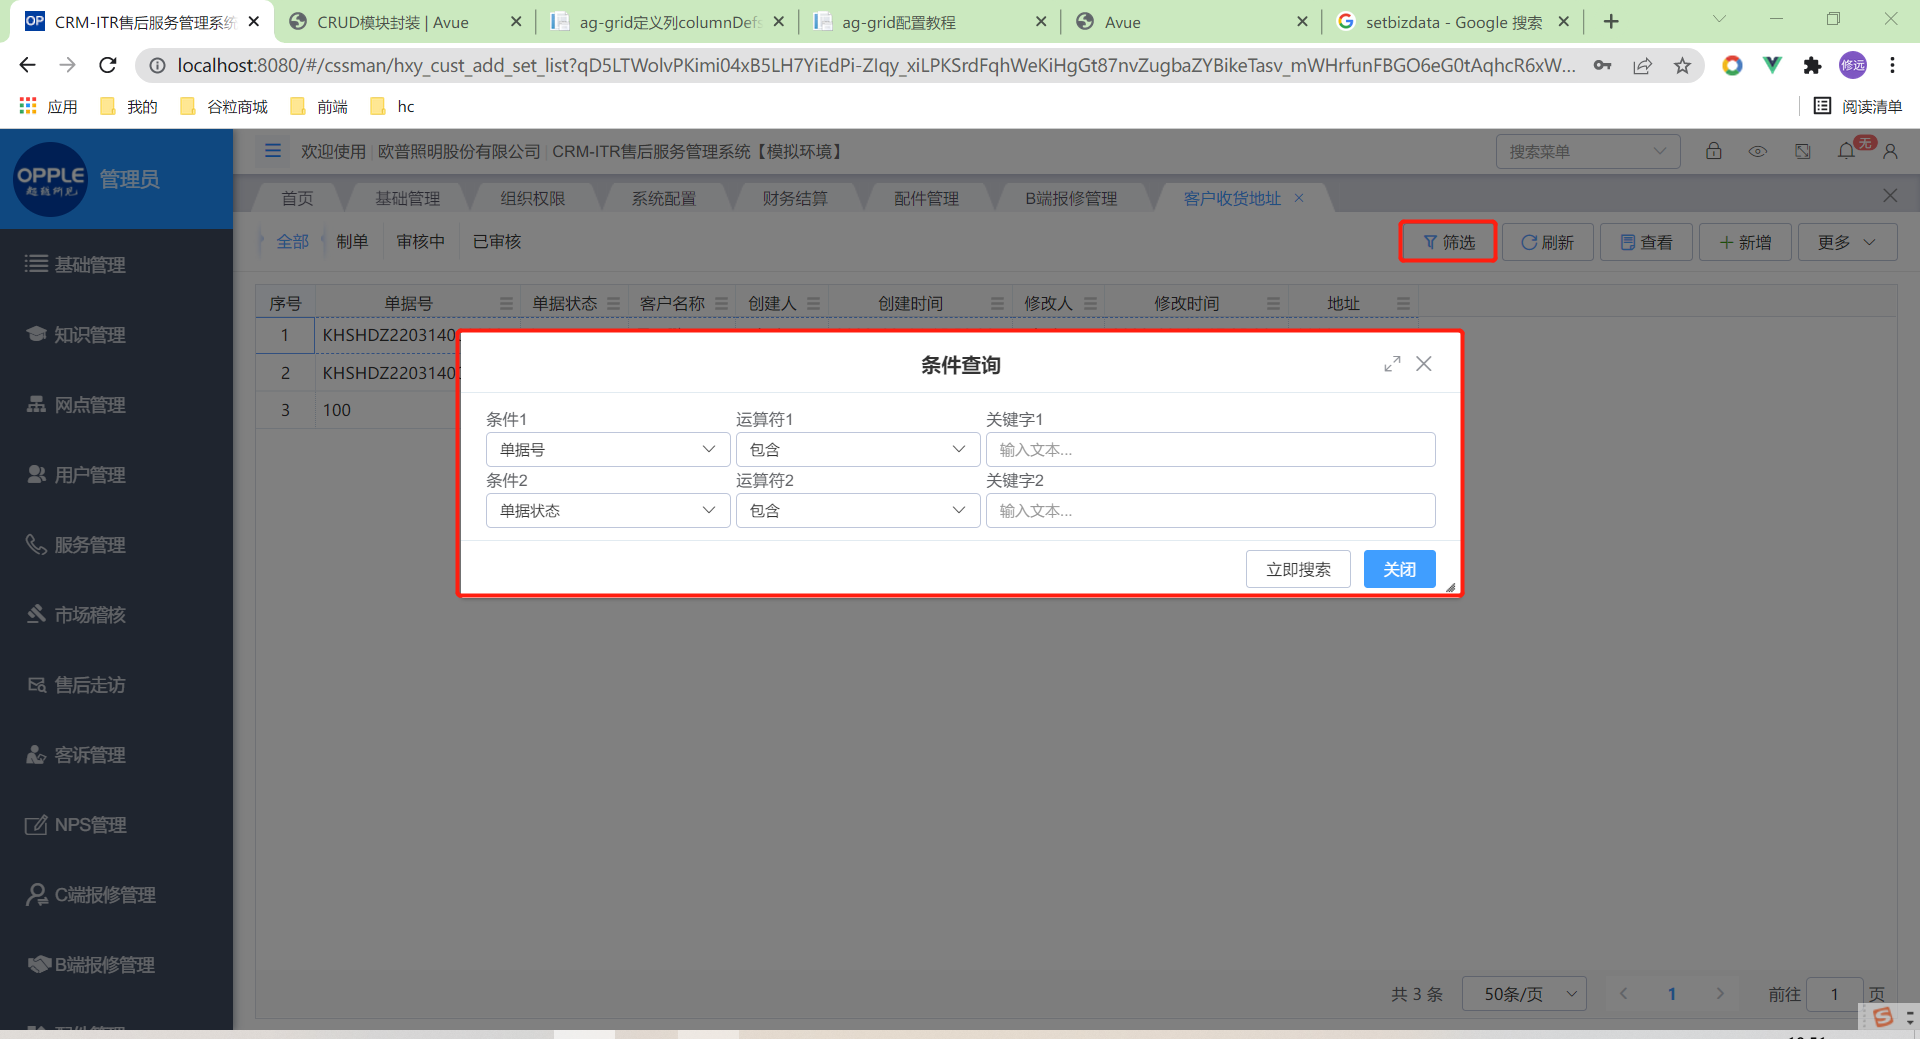 CRM-ITR售后服务管理系统
CRUD模块封装 | Avue
ag-grid定义列columnDefs
ag-grid配置教程
Avue
setbizdata - Google 搜索
localhost:8080/#/cssman/hxy_cust_add_set_list?qD5LTWolvPKimi04xB5LH7YiEdPi-ZIqy_xiLPKSrdFqhWeKiHgGt87nvZugbaZYBikeTasv_mWHrfunFBGO6eG0tAqhcR6xW...
修远
应用
我的
谷粒商城
前端
hc
阅读清单
OPPLE
管理员
欢迎使用 欧普照明股份有限公司 CRM-ITR售后服务管理系统【模拟环境】
搜索菜单
无
首页
基础管理
组织权限
系统配置
财务结算
配件管理
B端报修管理
客户收货地址
全部
制单
审核中
已审核
筛选
刷新
查看
新增
更多
基础管理
知识管理
网点管理
用户管理
服务管理
市场稽核
售后走访
客诉管理
NPS管理
C端报修管理
B端报修管理
序号 单据号 单据状态 客户名称 创建人 创建时间 修改人 修改时间 地址
1 KHSHDZ2203140
2 KHSHDZ2203140
3 100
条件查询
条件1 运算符1 关键字1
单据号 包含 输入文本...
条件2 运算符2 关键字2
单据状态 包含 输入文本...
立即搜索
关闭
共 3 条
50条/页
1
前往 1 页